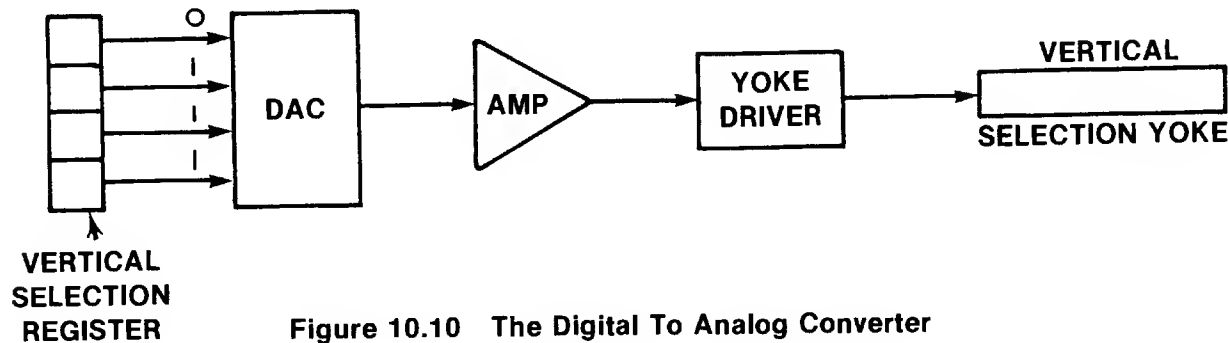 O
I
I
I
DAC
AMP
YOKE
DRIVER
VERTICAL
SELECTION YOKE
VERTICAL
SELECTION
REGISTER
Figure 10.10 The Digital To Analog Converter